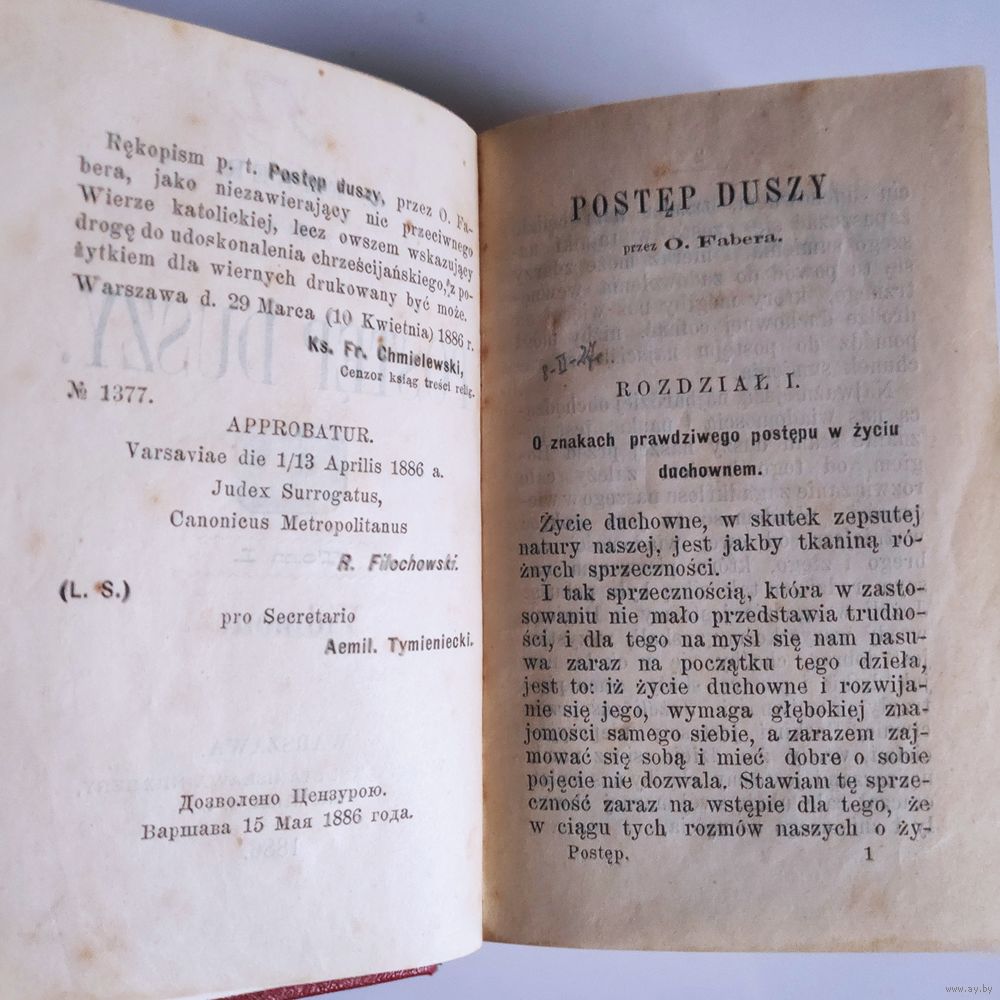 Rękopism p. t. Postęp duszy, przez O. Fa-
bera, jako niezawierający nic przeciwnego
Wierze katolickiej, lecz owszem wskazujący
drogę do udoskonalenia chrześcijańskiego, z po-
żytkiem dla wiernych drukowany być może.
Warszawa d. 29 Marca (10 Kwietnia) 1886 r.
Ks. Fr. Chmielewski,
Cenzor ksiąg treści relig.
№ 1377.
APPROBATUR.
Varsaviae die 1/13 Aprilis 1886 a.
Judex Surrogatus,
Canonicus Metropolitanus
R. Filochowski.
(L. S.)
pro Secretario
Aemil. Tymieniecki.
Дозволено Цензурою.
Варшава 15 Мая 1886 года.
POSTĘP DUSZY
przez O. Fabera.
ROZDZIAŁ I.
O znakach prawdziwego postępu w życiu
duchownem.
Życie duchowne, w skutek zepsutej
natury naszej, jest jakby tkaniną ró-
żnych sprzeczności.
I tak sprzecznością, która w zasto-
sowaniu nie mało przedstawia trudno-
ści, i dla tego na myśl się nam nasu-
wa zaraz na początku tego dzieła,
jest to: iż życie duchowne i rozwija-
nie się jego, wymaga głębokiej zna-
jomości samego siebie, a zarazem zaj-
mować się sobą i mieć dobre o sobie
pojęcie nie dozwala. Stawiam tę sprze-
czność zaraz na wstępie dla tego, że
w ciągu tych rozmów naszych o ży-
Postęp. 1
www.ay.by